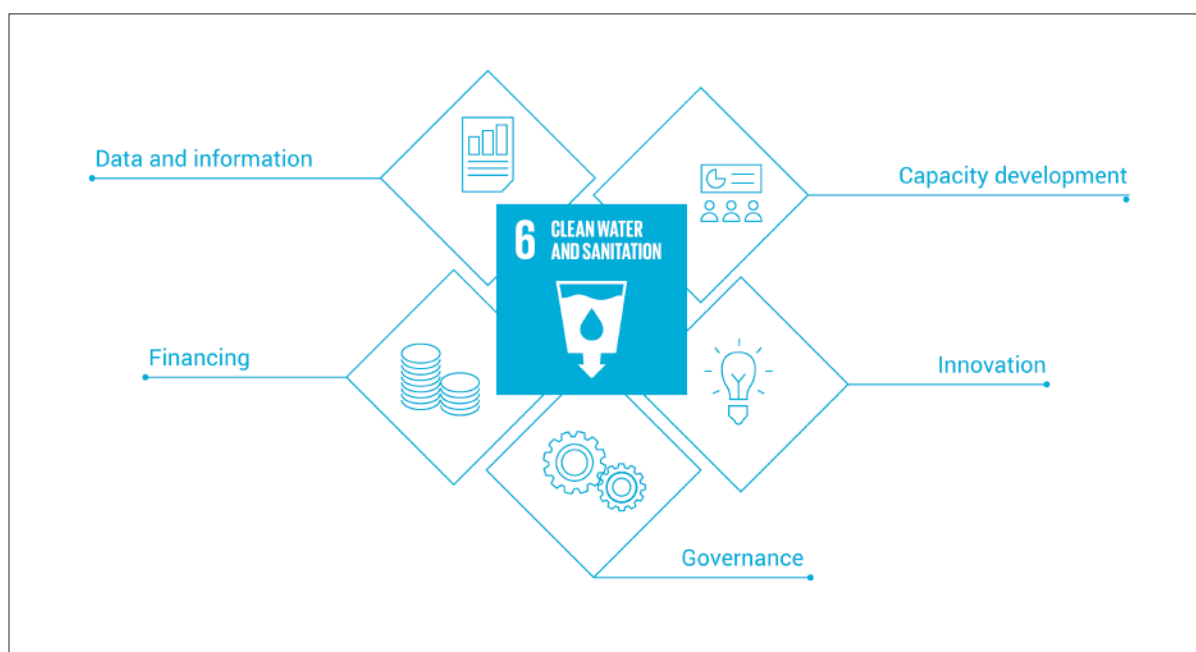 Data and information
Capacity development
6 CLEAN WATER
AND SANITATION
Financing
Innovation
Governance